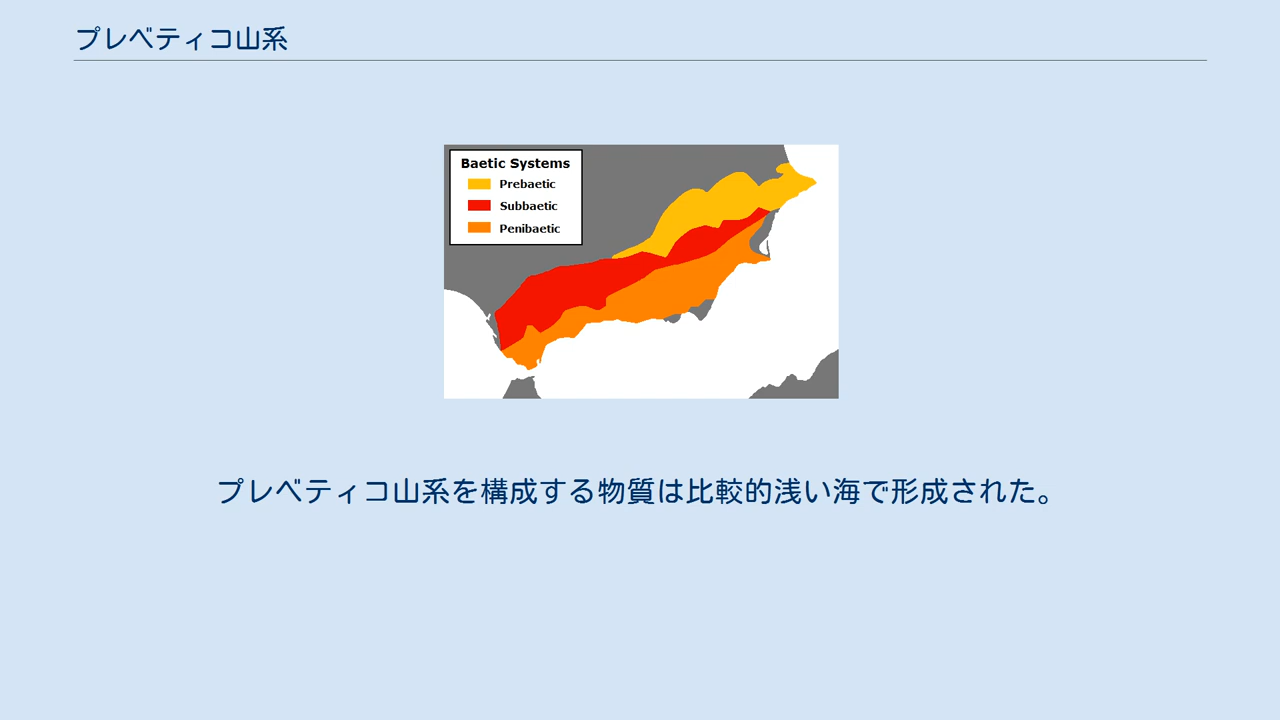 プレベティコ山系
Baetic Systems
Prebaetic
Subbaetic
Penibaetic
プレベティコ山系を構成する物質は比較的浅い海で形成された。